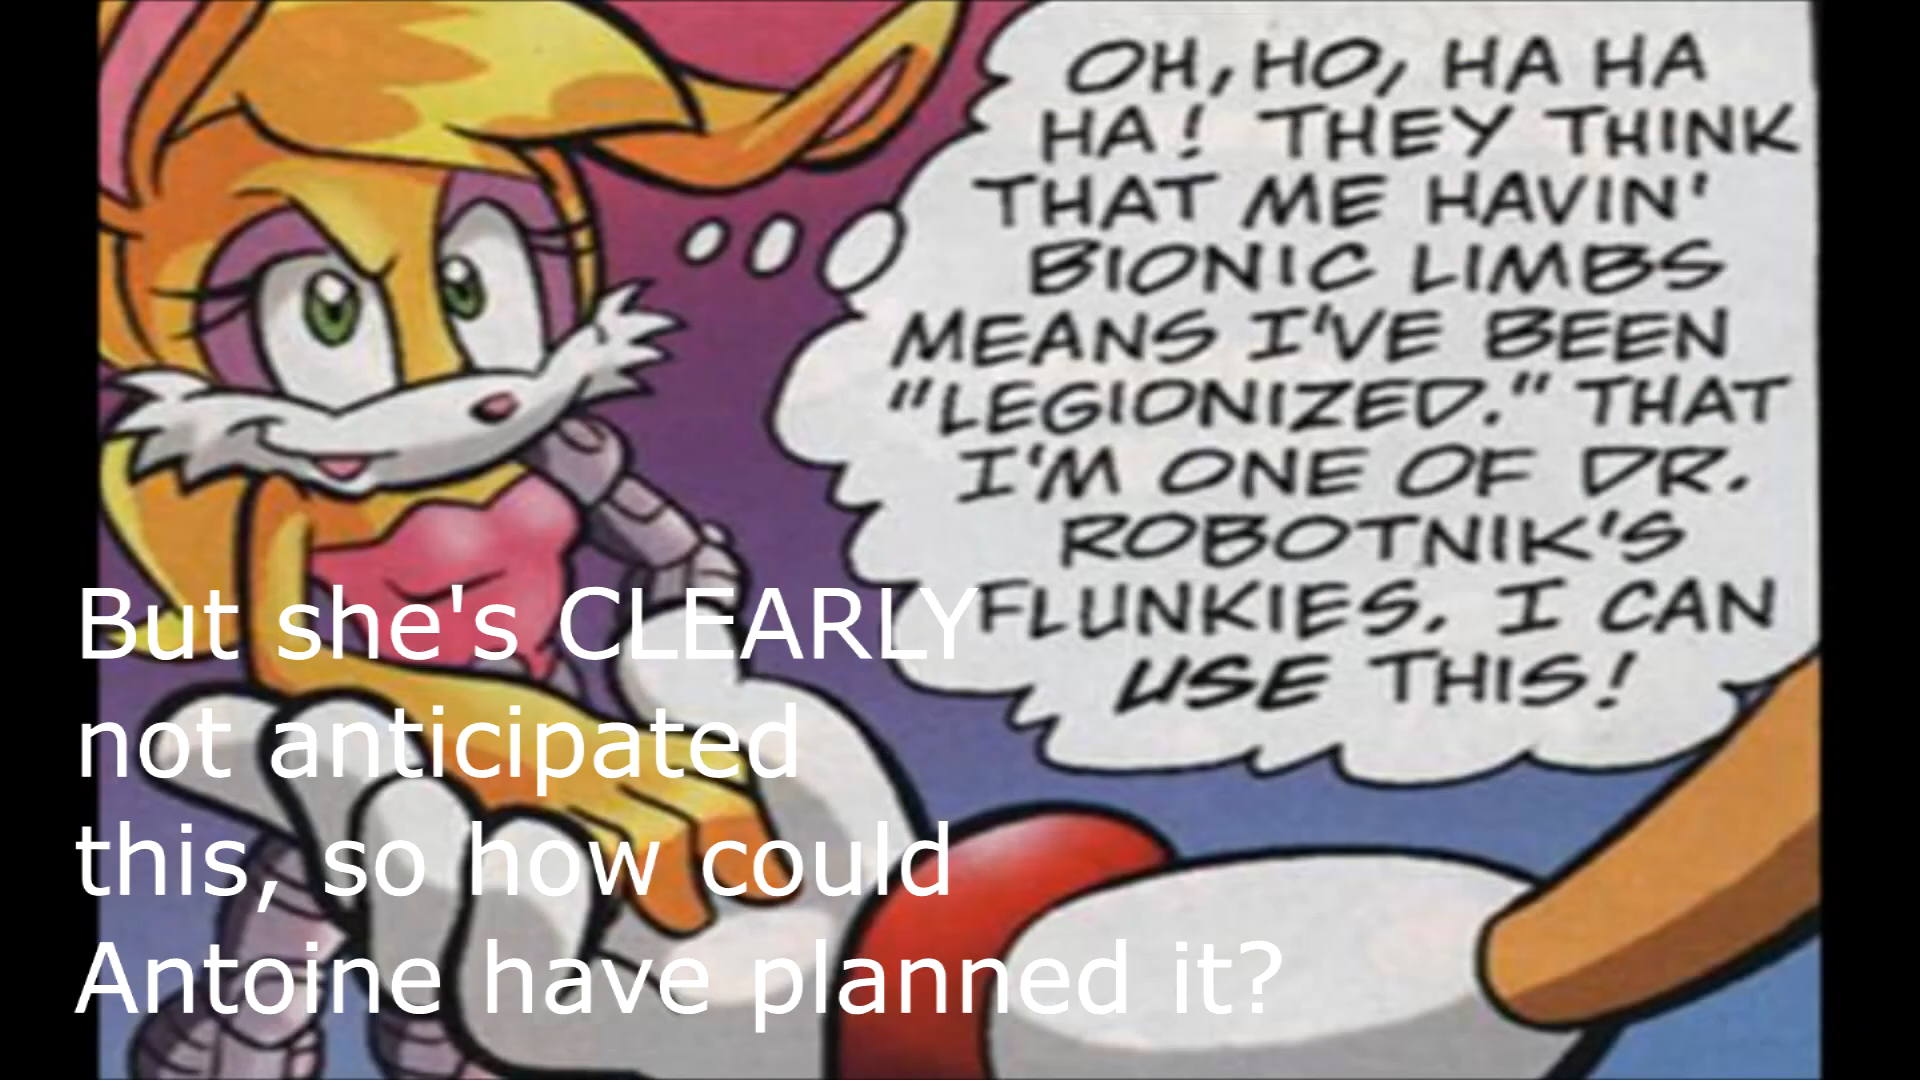 OH, HO, HA HA
HA! THEY THINK
THAT ME HAVIN'
BIONIC LIMBS
MEANS I'VE BEEN
"LEGIONIZED." THAT
I'M ONE OF DR.
ROBOTNIK'S
FLUNKIES. I CAN
USE THIS!
But she's CLEARLY
not anticipated
this, so how could
Antoine have planned it?